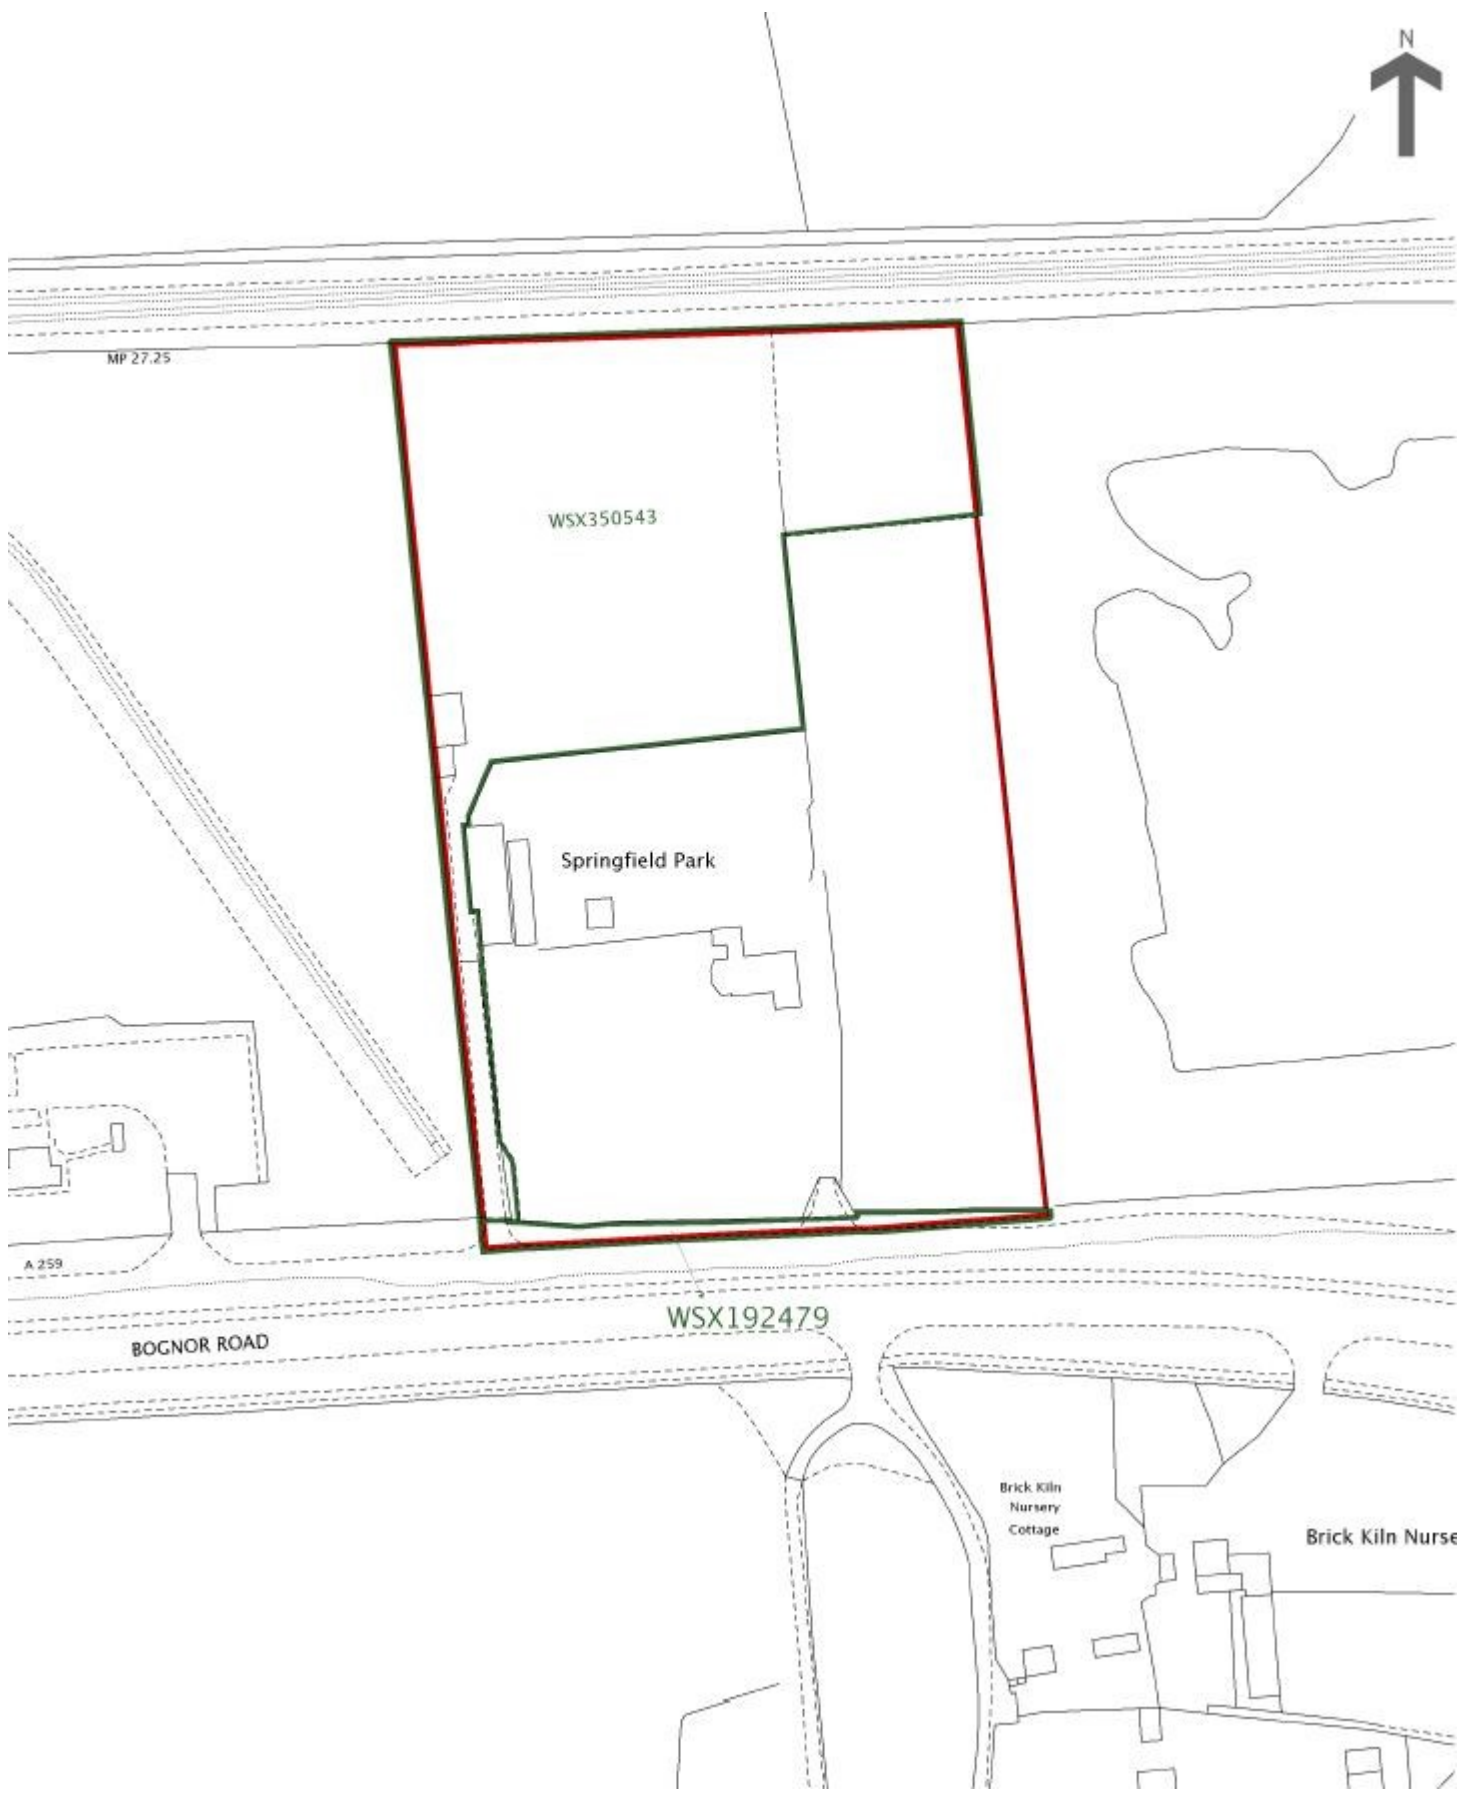 N
MP 27.25
WSX350543
Springfield Park
A 259
WSX192479
BOGNOR ROAD
Brick Kiln
Nursery
Cottage
Brick Kiln Nurse